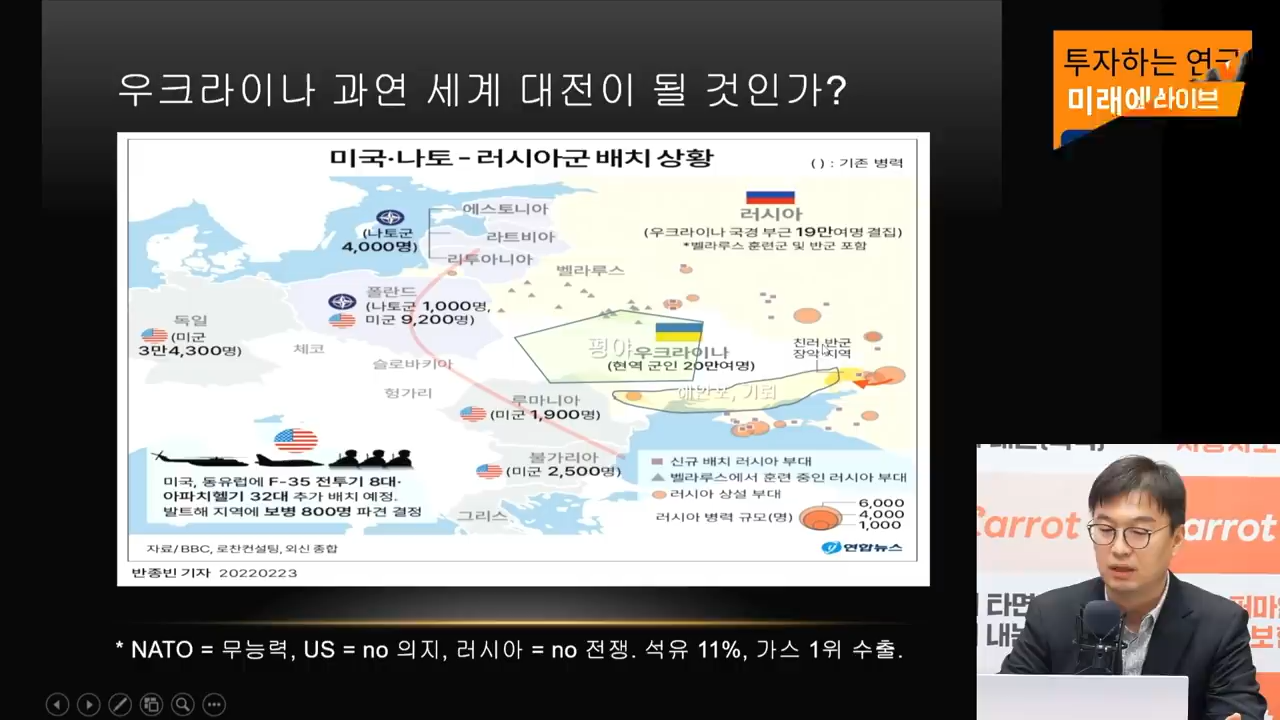 우크라이나 과연 세계 대전이 될 것인가?
투자하는 연구
미래에 라이브
미국·나토 – 러시아군 배치 상황
( ) : 기존 병력
에스토니아
(나토군
4,000명)
라트비아
리투아니아
러시아
(우크라이나 국경 부근 19만여명 결집)
*벨라루스 훈련군 및 반군 포함
벨라루스
폴란드
(나토군 1,000명,
미군 9,200명)
독일
(미군
3만4,300명)
체코
슬로바키아
헝가리
평야
우크라이나
(현역 군인 20만여명)
친러 반군
장악 지역
루마니아
(미군 1,900명)
불가리아
(미군 2,500명)
그리스
미국, 동유럽에 F-35 전투기 8대·
아파치헬기 32대 추가 배치 예정.
발트해 지역에 보병 800명 파견 결정
신규 배치 러시아 부대
벨라루스에서 훈련 중인 러시아 부대
러시아 상설 부대
러시아 병력 규모(명)
6,000
4,000
1,000
자료/ BBC, 로찬컨설팅, 외신 종합
연합뉴스
반종빈 기자 20220223
* NATO = 무능력, US = no 의지, 러시아 = no 전쟁. 석유 11%, 가스 1위 수출.
Carrot
arrot
타면
내는